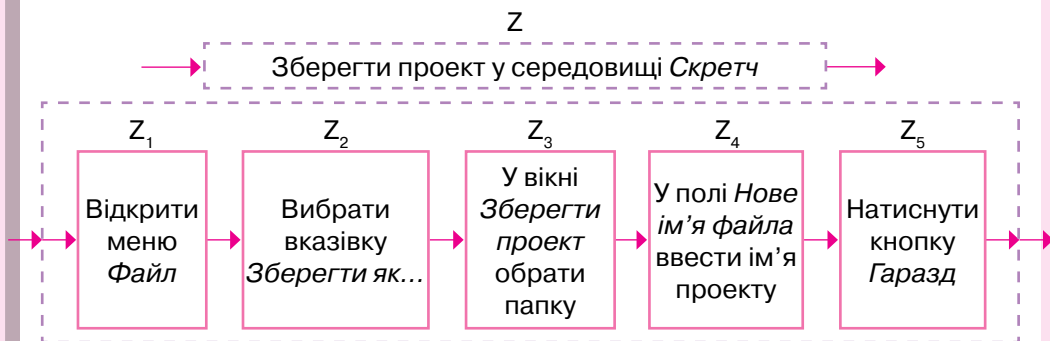 Z
Зберегти проект у середовищі Скретч
Z₁
Відкрити
меню
Файл
Z₂
Вибрати
вказівку
Зберегти як...
Z₃
У вікні
Зберегти
проект
обрати
папку
Z₄
У полі Нове
ім’я файла
ввести ім’я
проекту
Z₅
Натиснути
кнопку
Гаразд